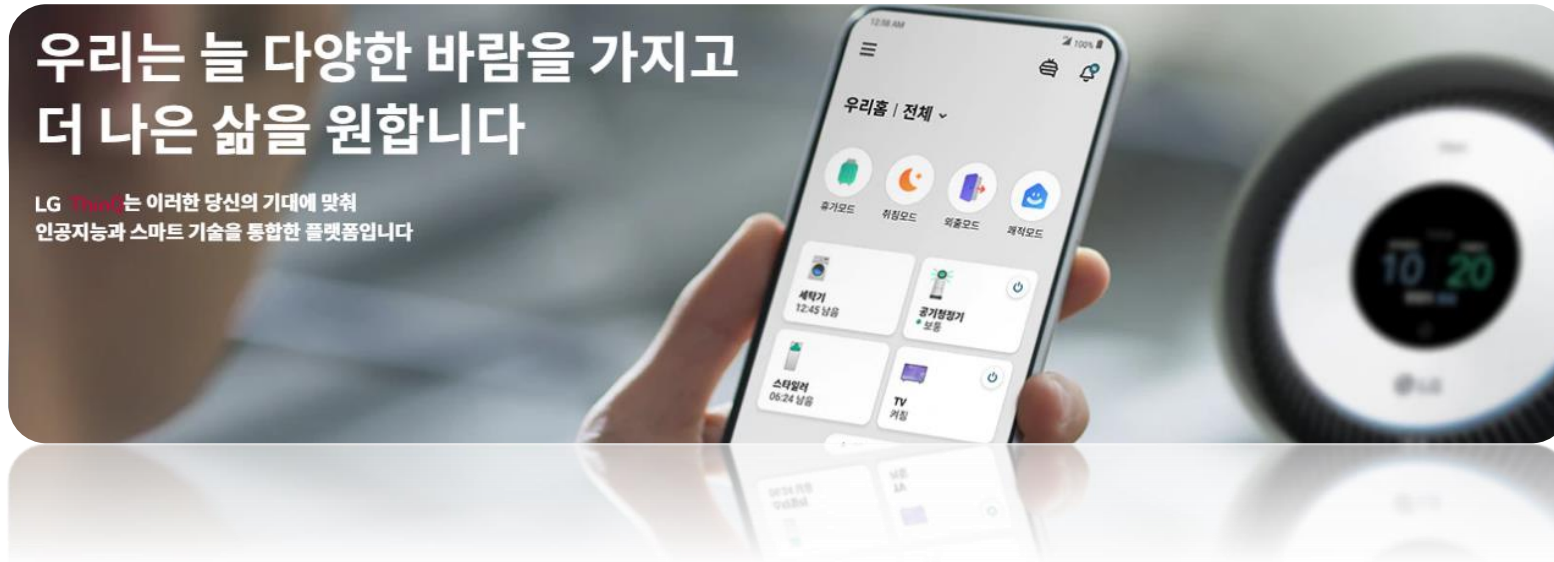 우리는 늘 다양한 바람을 가지고
더 나은 삶을 원합니다
LG ThinQ는 이러한 당신의 기대에 맞춰
인공지능과 스마트 기술을 통합한 플랫폼입니다
12:58 AM
100%
우리홈 | 전체
휴가모드
취침모드
외출모드
쾌적모드
세탁기
12:45 남음
공기청정기
보통
스타일러
06:24 남음
TV
켜짐
10 20
LG